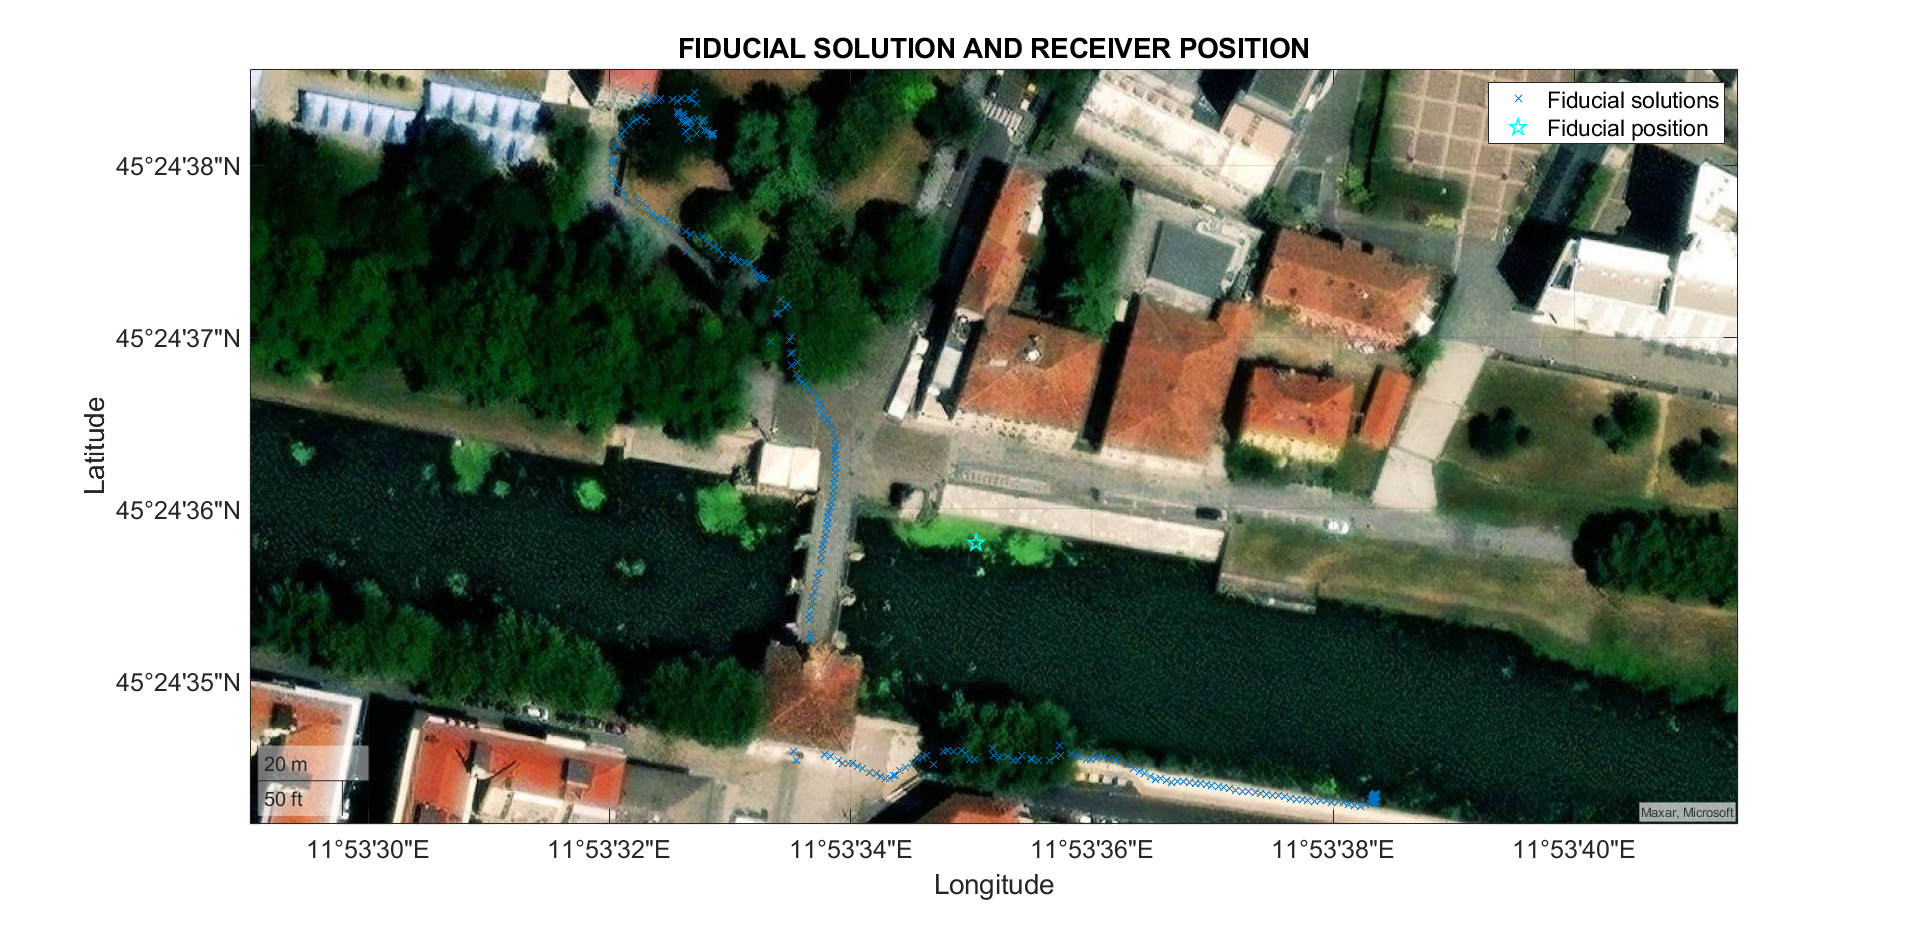 FIDUCIAL SOLUTION AND RECEIVER POSITION
Fiducial solutions
Fiducial position
45°24'38"N
45°24'37"N
45°24'36"N
45°24'35"N
Latitude
20 m
50 ft
Maxar, Microsoft
11°53'30"E
11°53'32"E
11°53'34"E
11°53'36"E
11°53'38"E
11°53'40"E
Longitude